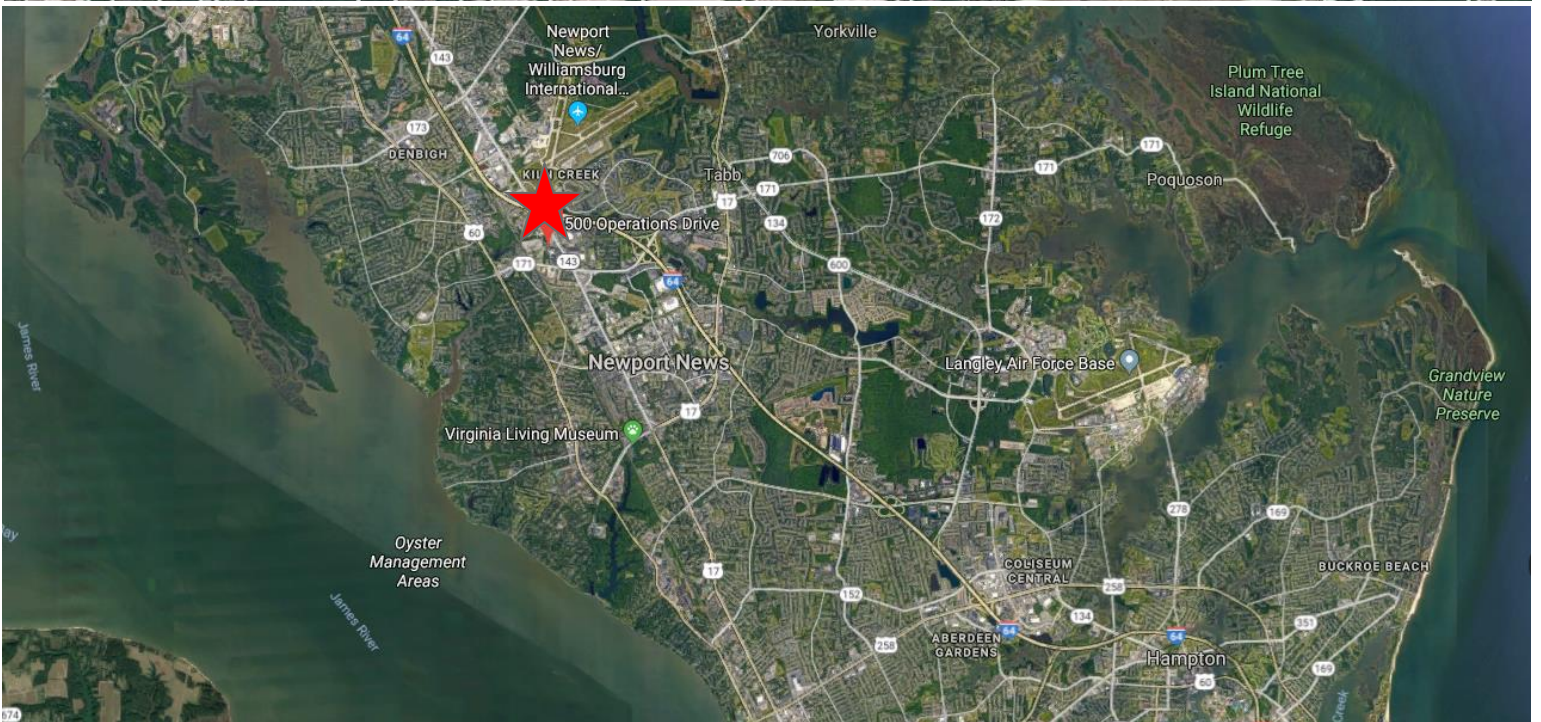 64
143
Newport
News/
Williamsburg
International...
Yorkville
Plum Tree
Island National
Wildlife
Refuge
173
DENBIGH
706
171
171
KILN CREEK
Tabb
171
Poquoson
17
60
500 Operations Drive
134
172
171
143
600
64
James River
Newport News
Langley Air Force Base
Grandview
Nature
Preserve
17
Virginia Living Museum
278
169
Oyster
Management
Areas
17
COLISEUM
CENTRAL
BUCKROE BEACH
152
258
James River
134
351
258
ABERDEEN
GARDENS
64
64
Hampton
169
60
Creek
674